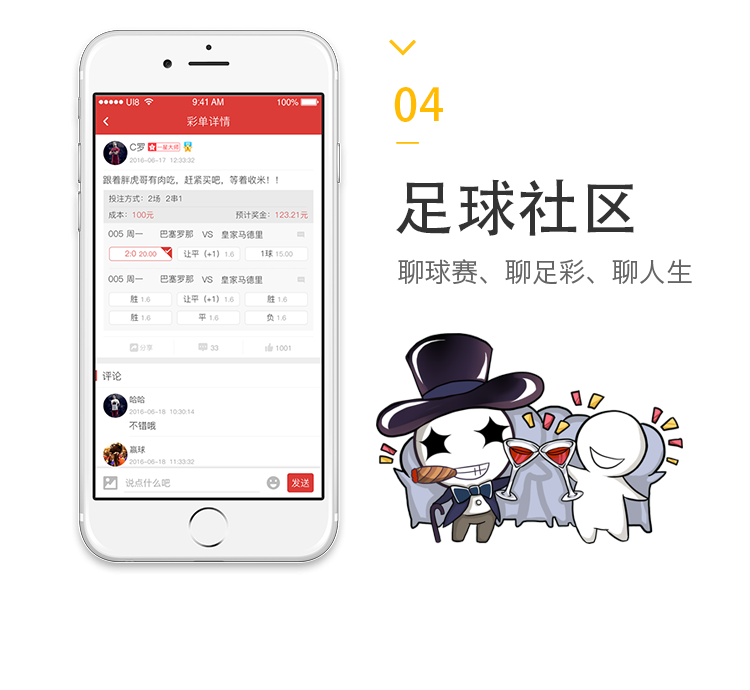 UI8 9:41 AM 100%
彩单详情
C罗 一星大师
2016-06-17 12:33:32
跟着胖虎哥有肉吃，赶紧买吧，等着收米！！
投注方式：2场 2串1
成本：100元 预计奖金：123.21元
005 周一 巴塞罗那 VS 皇家马德里
2:0 20.00 让平（+1）1.6 1球 15:00
005 周一 巴塞罗那 VS 皇家马德里
胜 1.6 让平（+1）1.6 胜 1.6
胜 1.6 平 1.6 负 1.6
分享 33 1001
评论
哈哈
2016-06-18 10:30:14
不错哦
赢球
2016-06-18 11:33:32
说点什么吧 发送
04
足球社区
聊球赛、聊足彩、聊人生